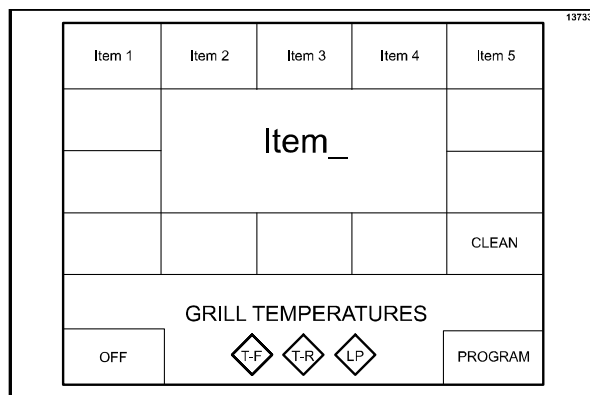 13733
Item 1 Item 2 Item 3 Item 4 Item 5
Item_
CLEAN
GRILL TEMPERATURES
OFF T-F T-R LP PROGRAM